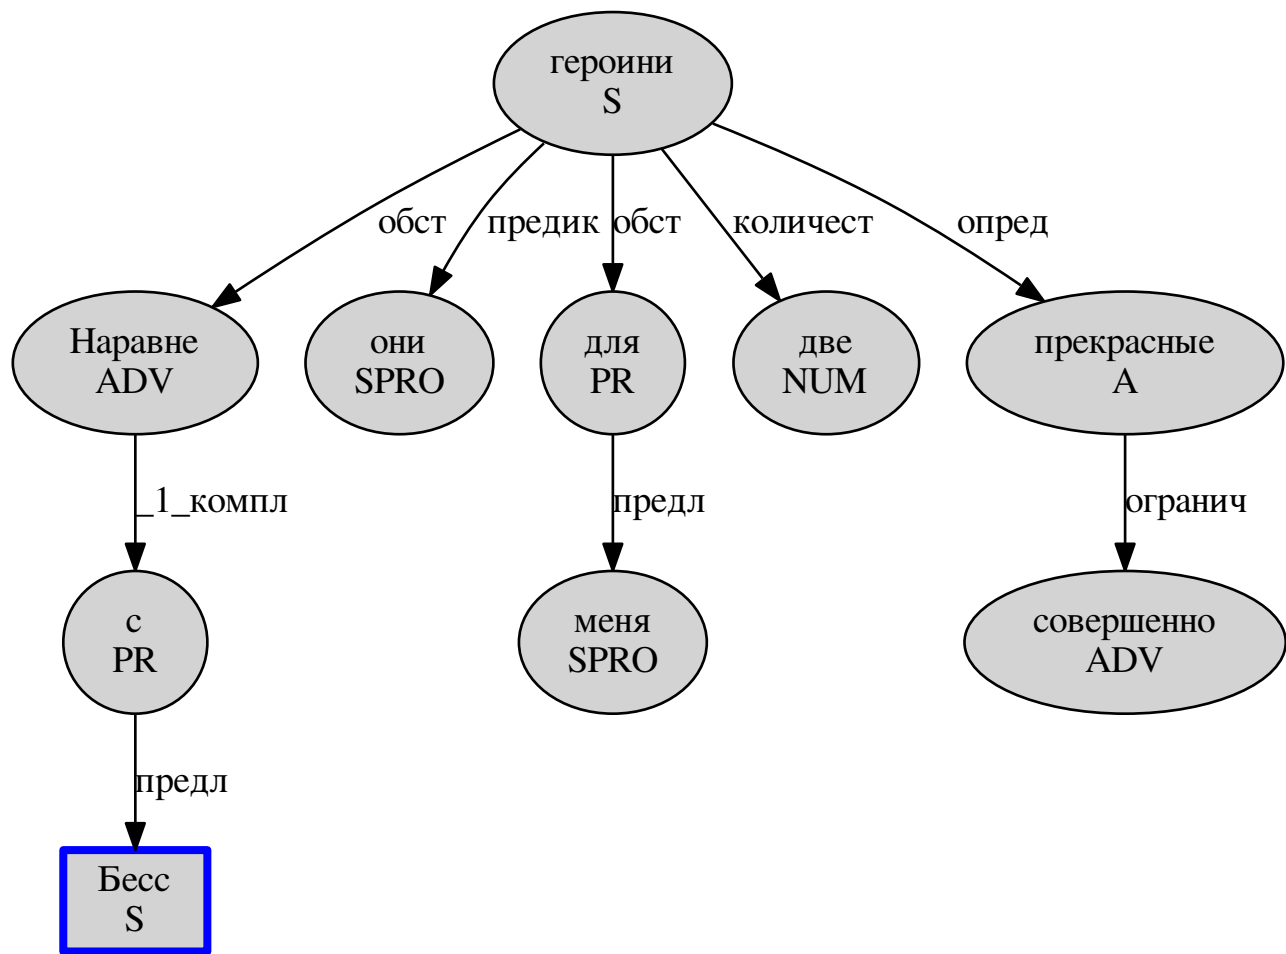 героини
S
обст
предик
обст
количест
опред
Наравне
ADV
они
SPRO
для
PR
две
NUM
прекрасные
A
_1_компл
предл
огранич
с
PR
меня
SPRO
совершенно
ADV
предл
Бесс
S